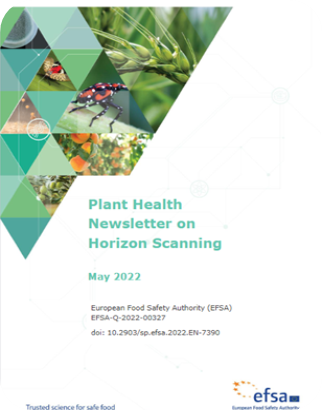 Plant Health
Newsletter on
Horizon Scanning
May 2022
European Food Safety Authority (EFSA)
EFSA-Q-2022-00327
doi: 10.2903/sp.efsa.2022.EN-7390
efsa
Trusted science for safe food
European Food Safety Authority